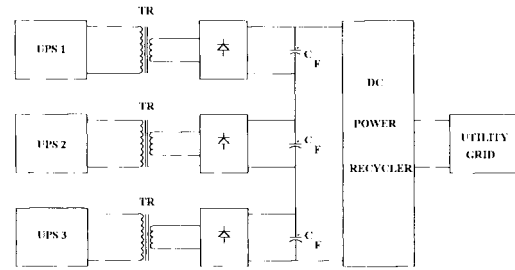 TR
UPS 1
C
F
TR
UPS 2
C
F
TR
UPS 3
C
F
DC
POWER
RECYCLER
UTILITY
GRID